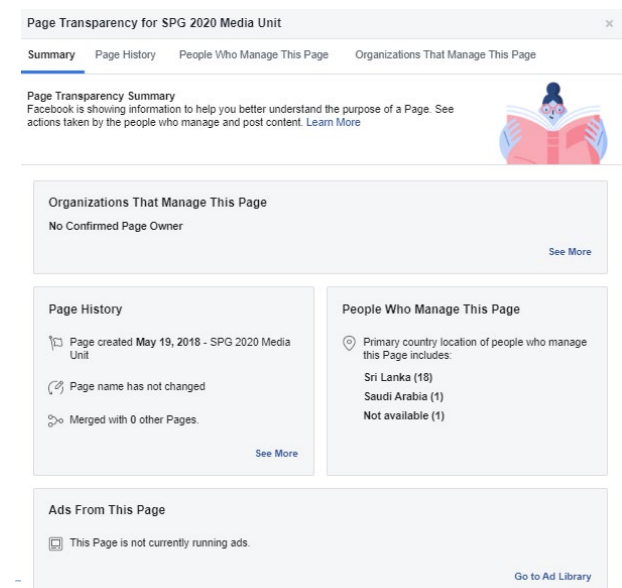 Page Transparency for SPG 2020 Media Unit
Summary Page History People Who Manage This Page Organizations That Manage This Page
Page Transparency Summary
Facebook is showing information to help you better understand the purpose of a Page. See
actions taken by the people who manage and post content. Learn More
Organizations That Manage This Page
No Confirmed Page Owner
See More
Page History
Page created May 19, 2018 - SPG 2020 Media
Unit
Page name has not changed
Merged with 0 other Pages.
See More
People Who Manage This Page
Primary country location of people who manage
this Page includes:
Sri Lanka (18)
Saudi Arabia (1)
Not available (1)
Ads From This Page
This Page is not currently running ads.
Go to Ad Library